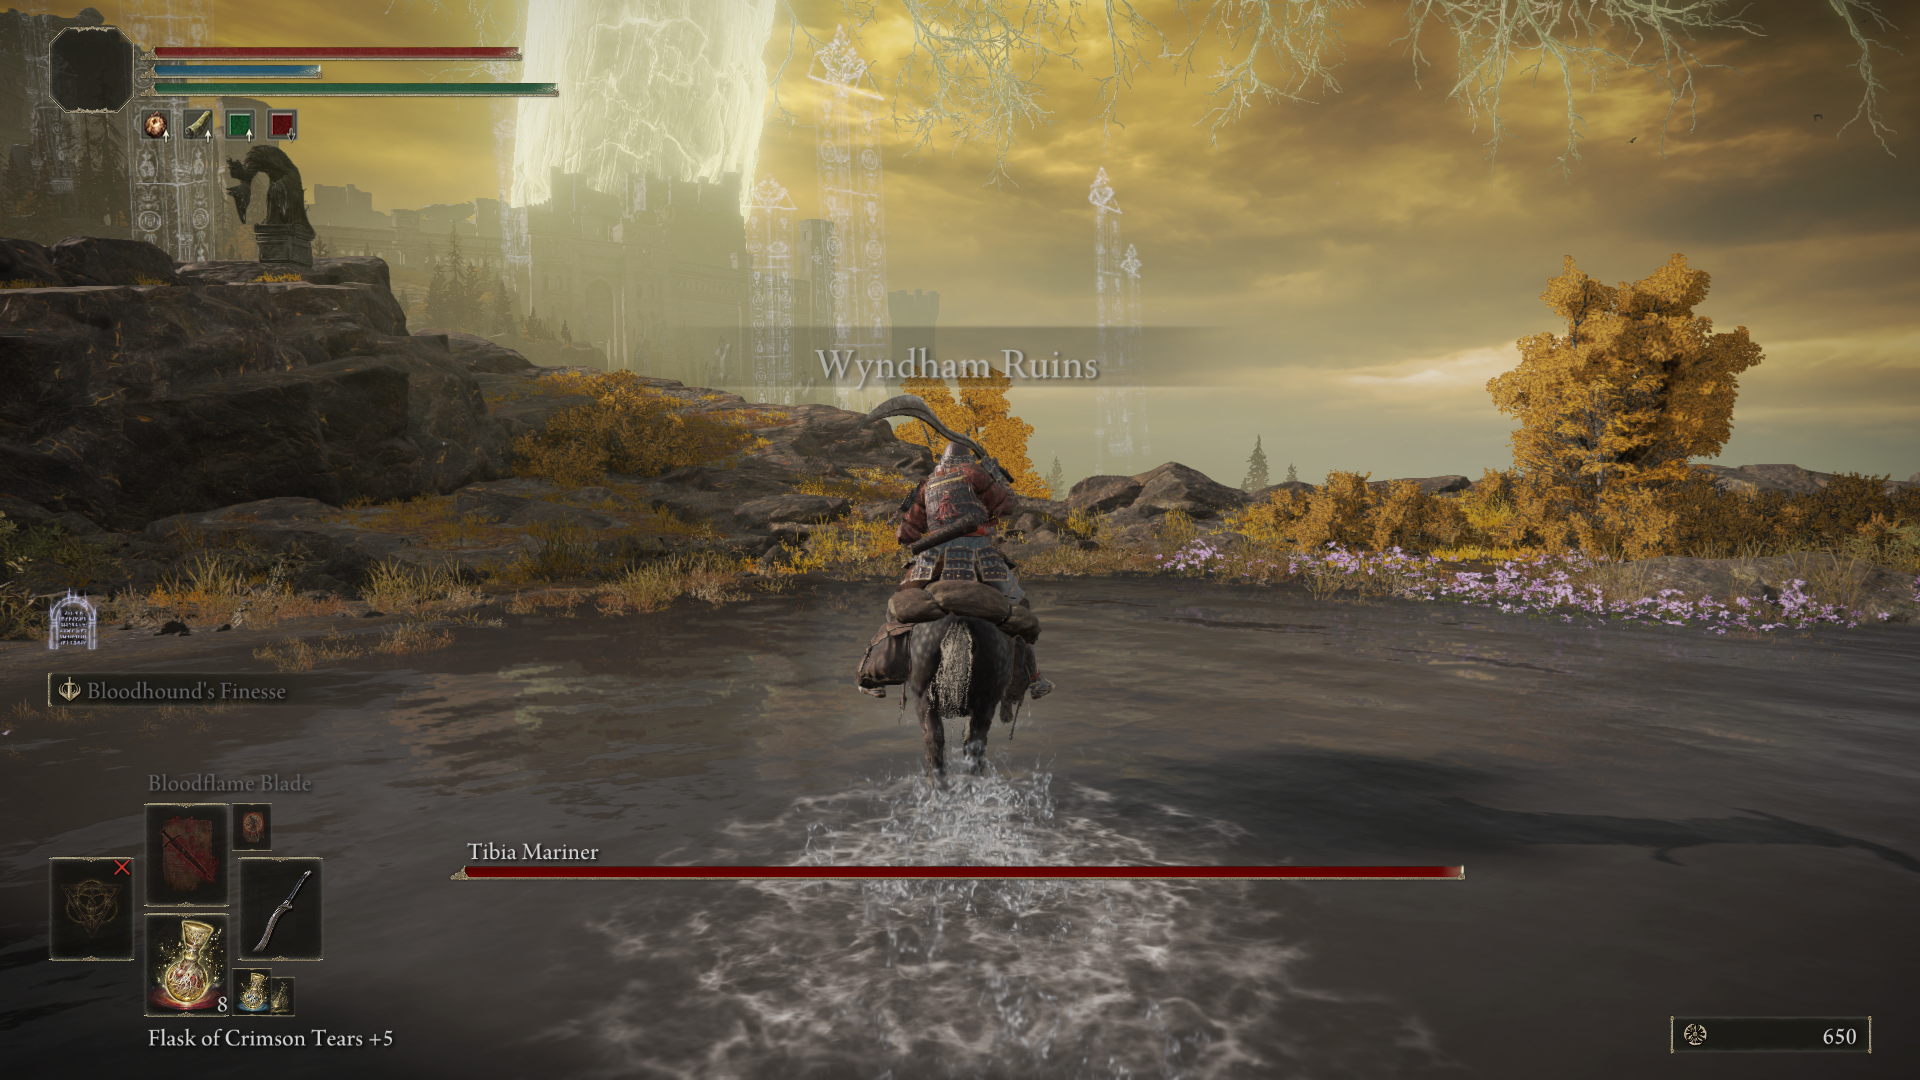 Wyndham Ruins
Bloodhound's Finesse
Bloodflame Blade
Tibia Mariner
8
Flask of Crimson Tears +5
650